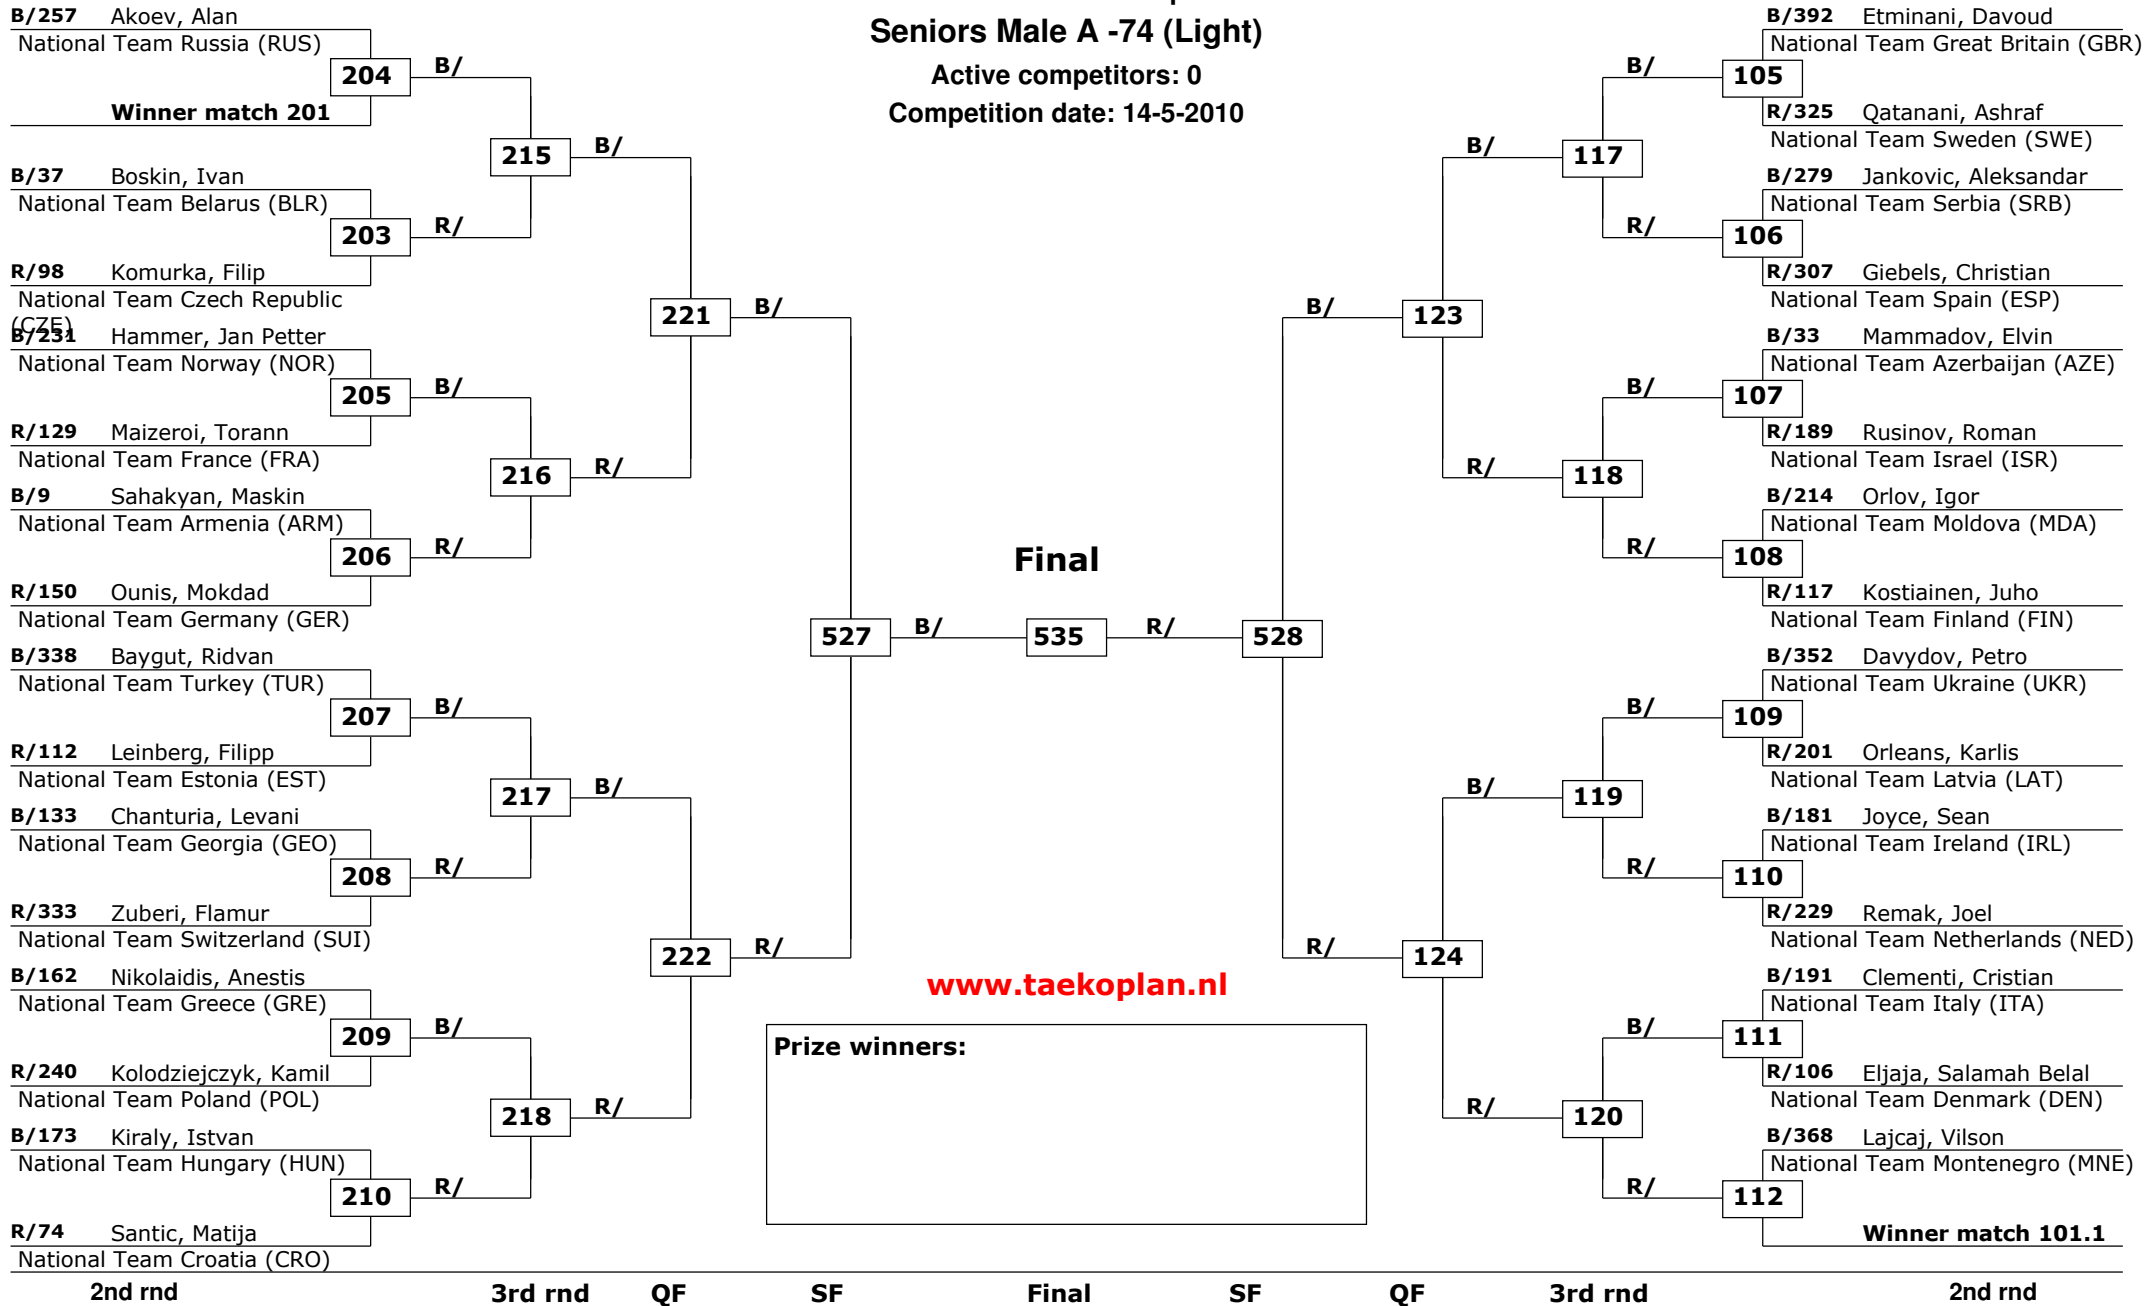 Seniors Male A -74 (Light)
Active competitors: 0
Competition date: 14-5-2010
B/257 Akoev, Alan
National Team Russia (RUS)
204
B/
Winner match 201
215
B/
B/37 Boskin, Ivan
National Team Belarus (BLR)
203
R/
R/98 Komurka, Filip
National Team Czech Republic
(CZE)
221
B/
B/231 Hammer, Jan Petter
National Team Norway (NOR)
205
B/
R/129 Maizeroi, Torann
National Team France (FRA)
216
R/
B/9 Sahakyan, Maskin
National Team Armenia (ARM)
206
R/
R/150 Ounis, Mokdad
National Team Germany (GER)
527
B/
B/338 Baygut, Ridvan
National Team Turkey (TUR)
207
B/
R/112 Leinberg, Filipp
National Team Estonia (EST)
217
B/
B/133 Chanturia, Levani
National Team Georgia (GEO)
208
R/
R/333 Zuberi, Flamur
National Team Switzerland (SUI)
222
R/
B/162 Nikolaidis, Anestis
National Team Greece (GRE)
209
B/
R/240 Kolodziejczyk, Kamil
National Team Poland (POL)
218
R/
B/173 Kiraly, Istvan
National Team Hungary (HUN)
210
R/
R/74 Santic, Matija
National Team Croatia (CRO)
Final
535
R/
528
www.taekoplan.nl
Prize winners:
B/392 Etminani, Davoud
National Team Great Britain (GBR)
B/
105
R/325 Qatanani, Ashraf
National Team Sweden (SWE)
B/
117
B/279 Jankovic, Aleksandar
National Team Serbia (SRB)
R/
106
R/307 Giebels, Christian
National Team Spain (ESP)
B/
123
B/33 Mammadov, Elvin
National Team Azerbaijan (AZE)
B/
107
R/189 Rusinov, Roman
National Team Israel (ISR)
R/
118
B/214 Orlov, Igor
National Team Moldova (MDA)
R/
108
R/117 Kostiainen, Juho
National Team Finland (FIN)
B/352 Davydov, Petro
National Team Ukraine (UKR)
B/
109
R/201 Orleans, Karlis
National Team Latvia (LAT)
B/
119
B/181 Joyce, Sean
National Team Ireland (IRL)
R/
110
R/229 Remak, Joel
National Team Netherlands (NED)
R/
124
B/191 Clementi, Cristian
National Team Italy (ITA)
B/
111
R/106 Eljaja, Salamah Belal
National Team Denmark (DEN)
R/
120
B/368 Lajcaj, Vilson
National Team Montenegro (MNE)
R/
112
Winner match 101.1
2nd rnd 3rd rnd QF SF Final SF QF 3rd rnd 2nd rnd